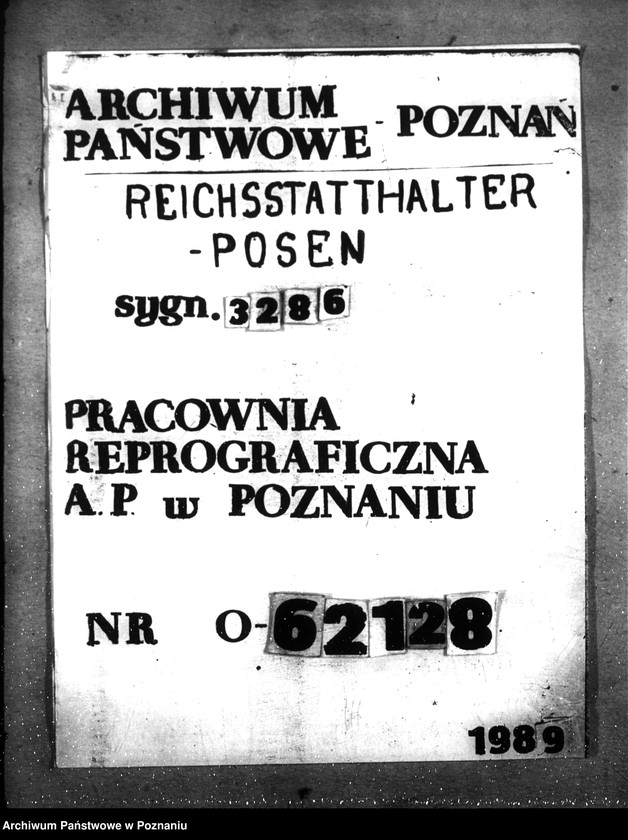 ARCHIWUM
PAŃSTWOWE - POZNAŃ
REICHSSTATTHALTER
-POSEN
sygn. 3286
PRACOWNIA
REPROGRAFICZNA
A.P. w POZNANIU
NR O-62128
1989
Archiwum Państwowe w Poznaniu